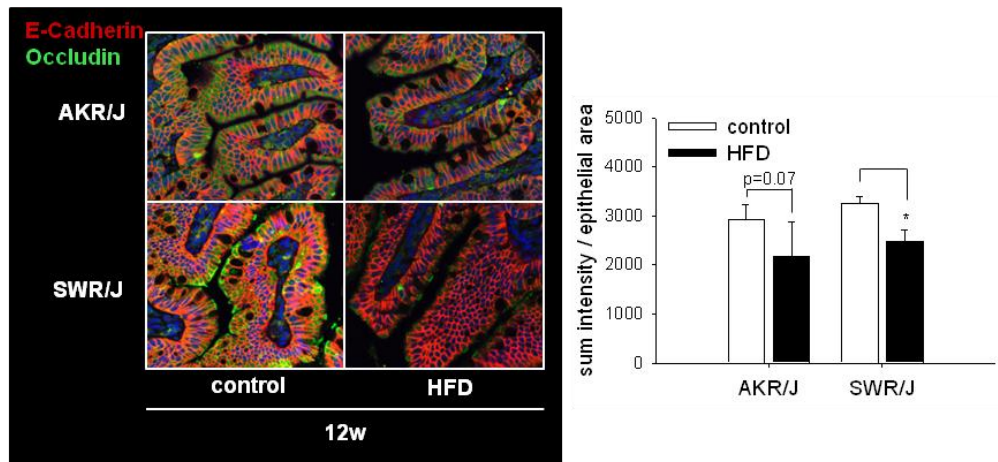 E-Cadherin
Occludin
AKR/J
SWR/J
control
HFD
12w
sum intensity / epithelial area
5000
4000
3000
2000
1000
0
control
HFD
p=0.07
*
AKR/J
SWR/J